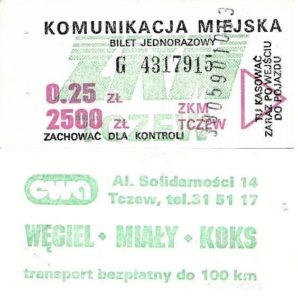 KOMUNIKACJA MIEJSKA
BILET JEDNORAZOWY
G 4317915
0.25 ZŁ
2500 ZŁ
ZKM
TCZEW
ZACHOWAĆ DLA KONTROLI
TU KASOWAĆ
ZARAZ PO WEJŚCIU
DO POJAZDU
ewa
Al. Solidarności 14
Tczew, tel. 31 51 17
WĘGIEL • MIAŁY • KOKS
transport bezpłatny do 100 km